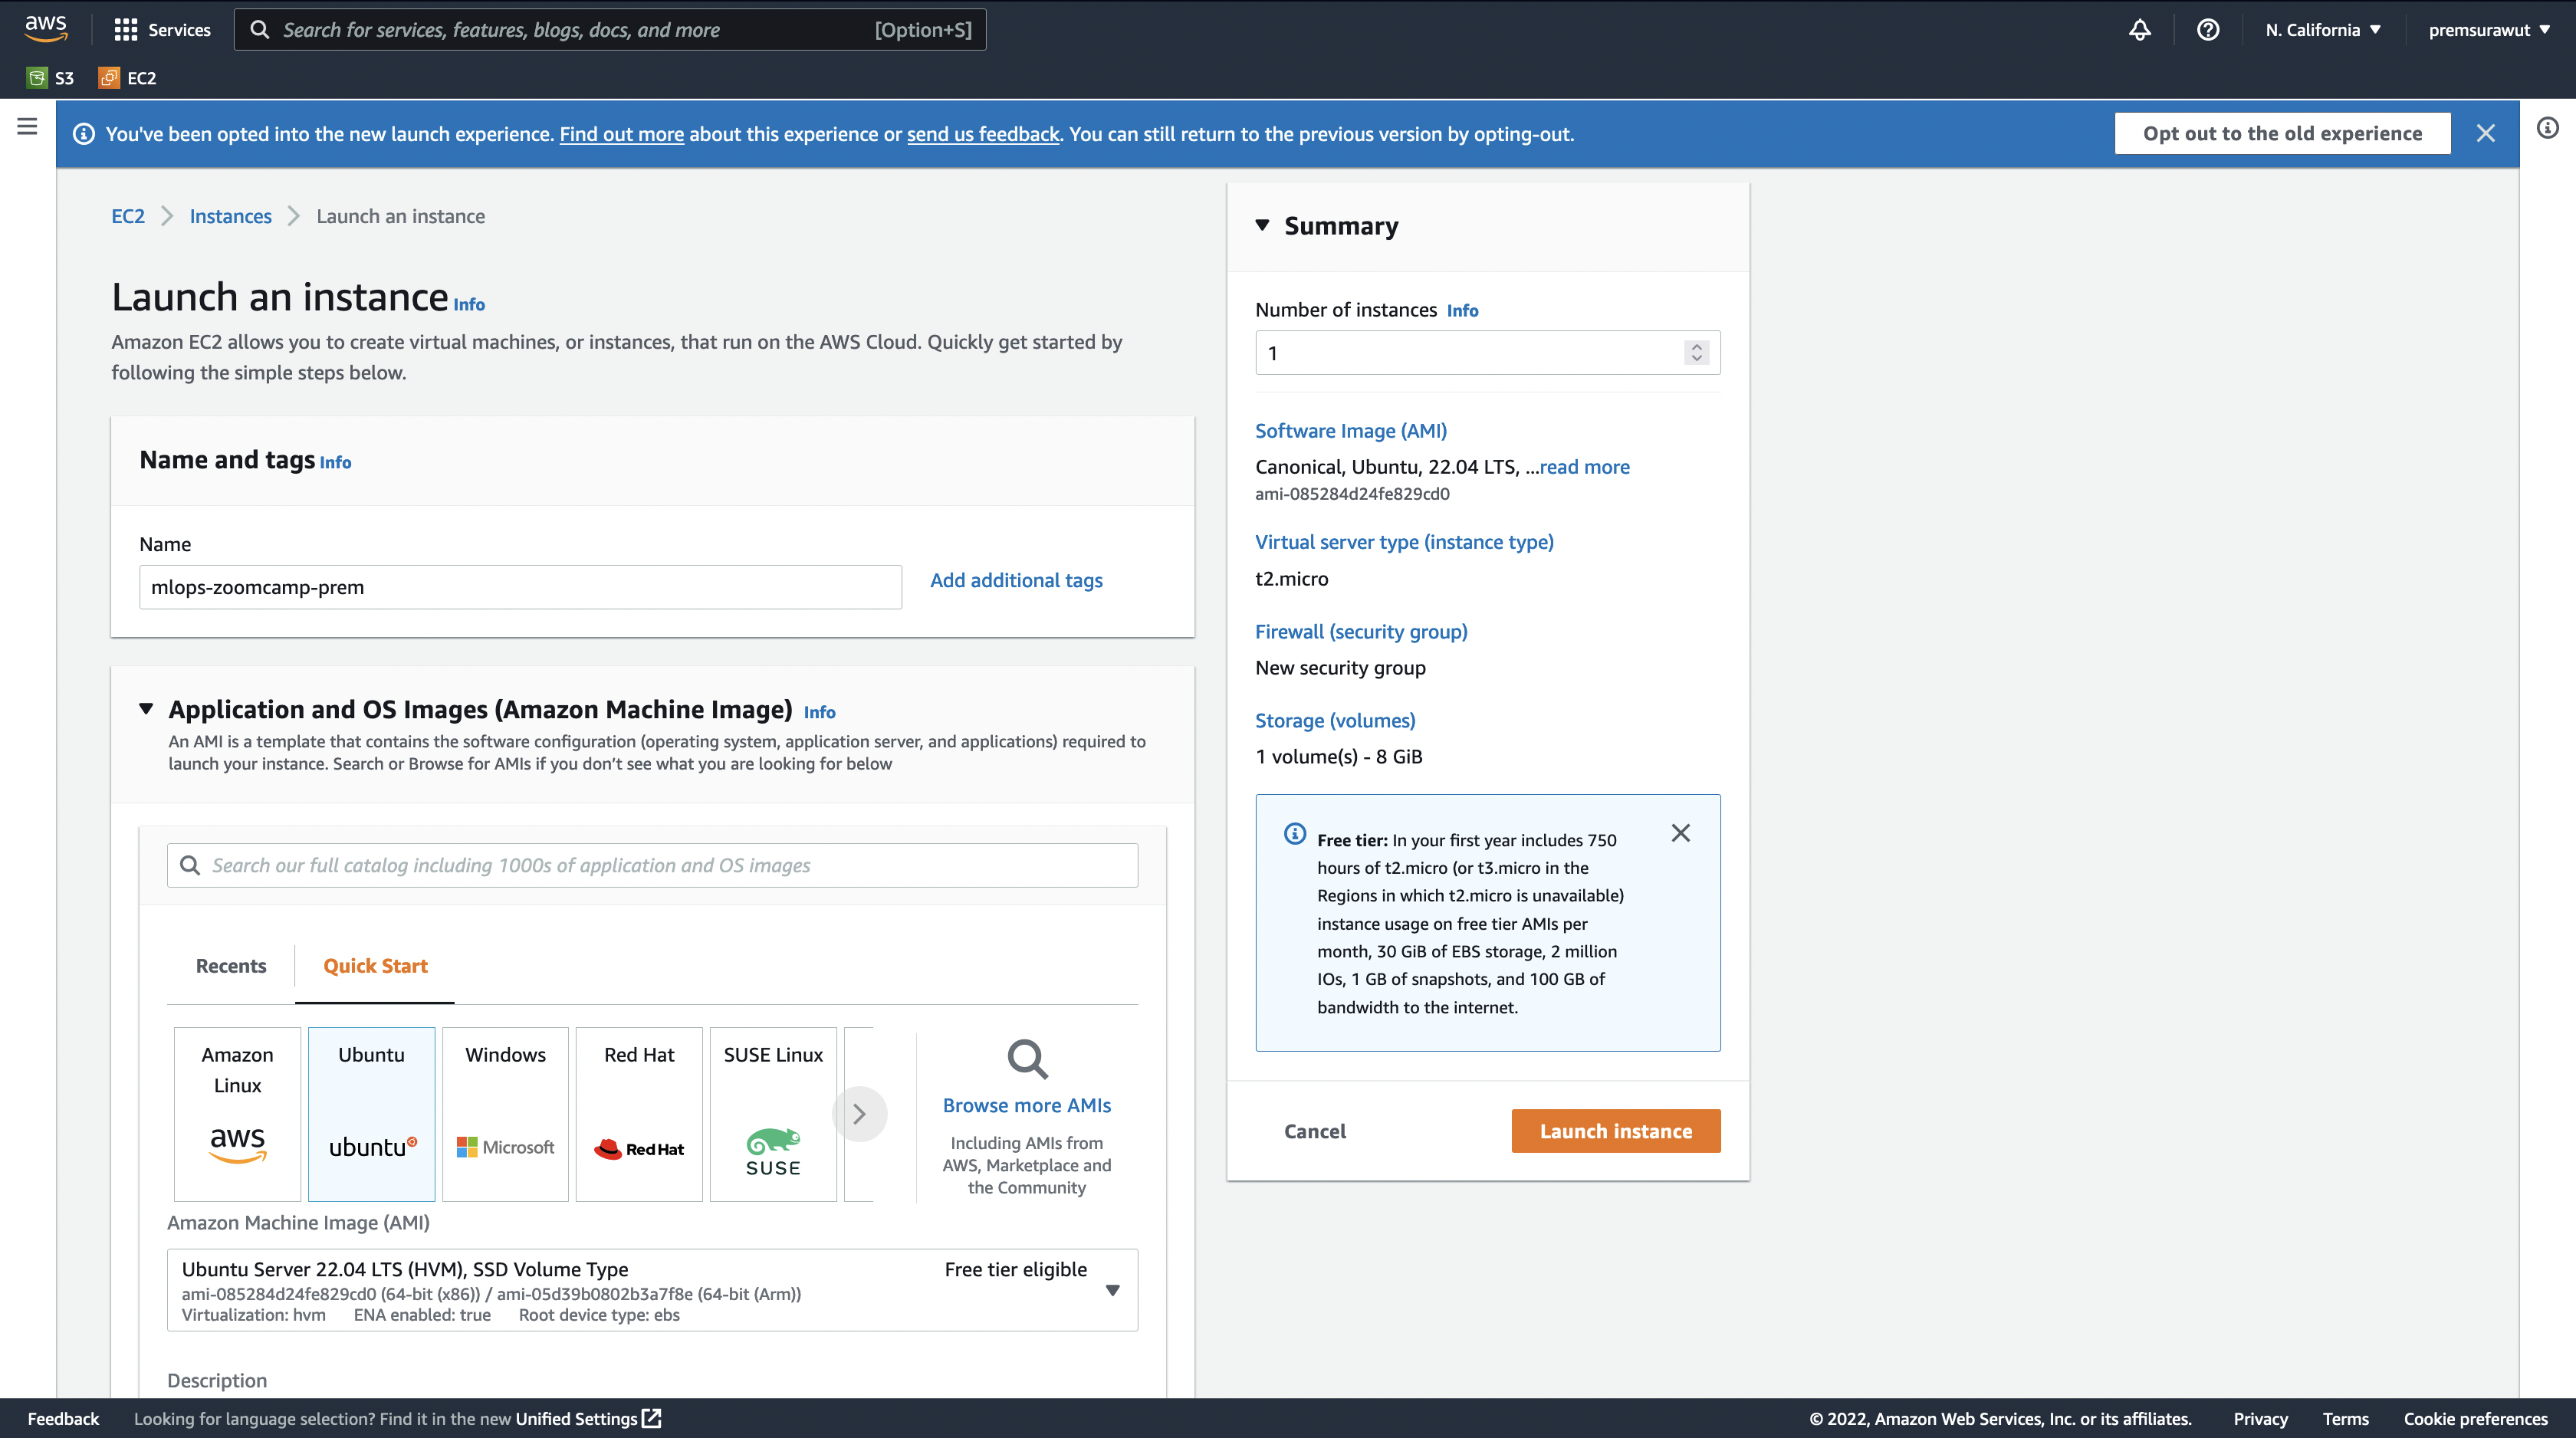 aws
Services
Search for services, features, blogs, docs, and more
[Option+S]
N. California
premsurawut
S3
EC2
You've been opted into the new launch experience. Find out more about this experience or send us feedback. You can still return to the previous version by opting-out.
Opt out to the old experience
EC2
Instances
Launch an instance
Launch an instance Info
Amazon EC2 allows you to create virtual machines, or instances, that run on the AWS Cloud. Quickly get started by
following the simple steps below.
Name and tags Info
Name
mlops-zoomcamp-prem
Add additional tags
Application and OS Images (Amazon Machine Image) Info
An AMI is a template that contains the software configuration (operating system, application server, and applications) required to
launch your instance. Search or Browse for AMIs if you don’t see what you are looking for below
Search our full catalog including 1000s of application and OS images
Recents
Quick Start
Amazon
Linux
aws
Ubuntu
ubuntu
Windows
Microsoft
Red Hat
Red Hat
SUSE Linux
SUSE
Browse more AMIs
Including AMIs from
AWS, Marketplace and
the Community
Amazon Machine Image (AMI)
Ubuntu Server 22.04 LTS (HVM), SSD Volume Type
Free tier eligible
ami-085284d24fe829cd0 (64-bit (x86)) / ami-05d39b0802b3a7f8e (64-bit (Arm))
Virtualization: hvm ENA enabled: true Root device type: ebs
Description
Summary
Number of instances Info
1
Software Image (AMI)
Canonical, Ubuntu, 22.04 LTS, ...read more
ami-085284d24fe829cd0
Virtual server type (instance type)
t2.micro
Firewall (security group)
New security group
Storage (volumes)
1 volume(s) - 8 GiB
Free tier: In your first year includes 750
hours of t2.micro (or t3.micro in the
Regions in which t2.micro is unavailable)
instance usage on free tier AMIs per
month, 30 GiB of EBS storage, 2 million
IOs, 1 GB of snapshots, and 100 GB of
bandwidth to the internet.
Cancel
Launch instance
Feedback
Looking for language selection? Find it in the new Unified Settings
© 2022, Amazon Web Services, Inc. or its affiliates.
Privacy
Terms
Cookie preferences